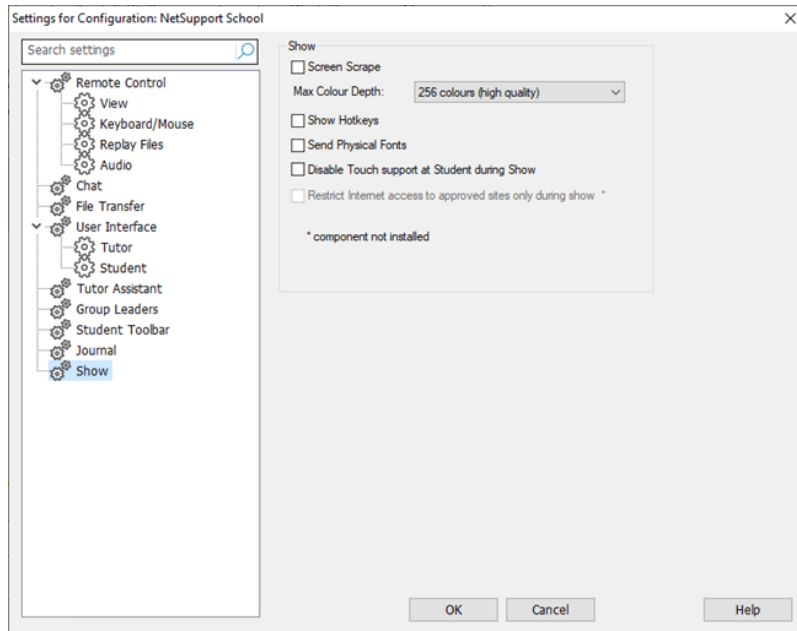 Settings for Configuration: NetSupport School
Search settings
Remote Control
View
Keyboard/Mouse
Replay Files
Audio
Chat
File Transfer
User Interface
Tutor
Student
Tutor Assistant
Group Leaders
Student Toolbar
Journal
Show
Show
Screen Scrape
Max Colour Depth: 256 colours (high quality)
Show Hotkeys
Send Physical Fonts
Disable Touch support at Student during Show
Restrict Internet access to approved sites only during show *
* component not installed
OK Cancel Help